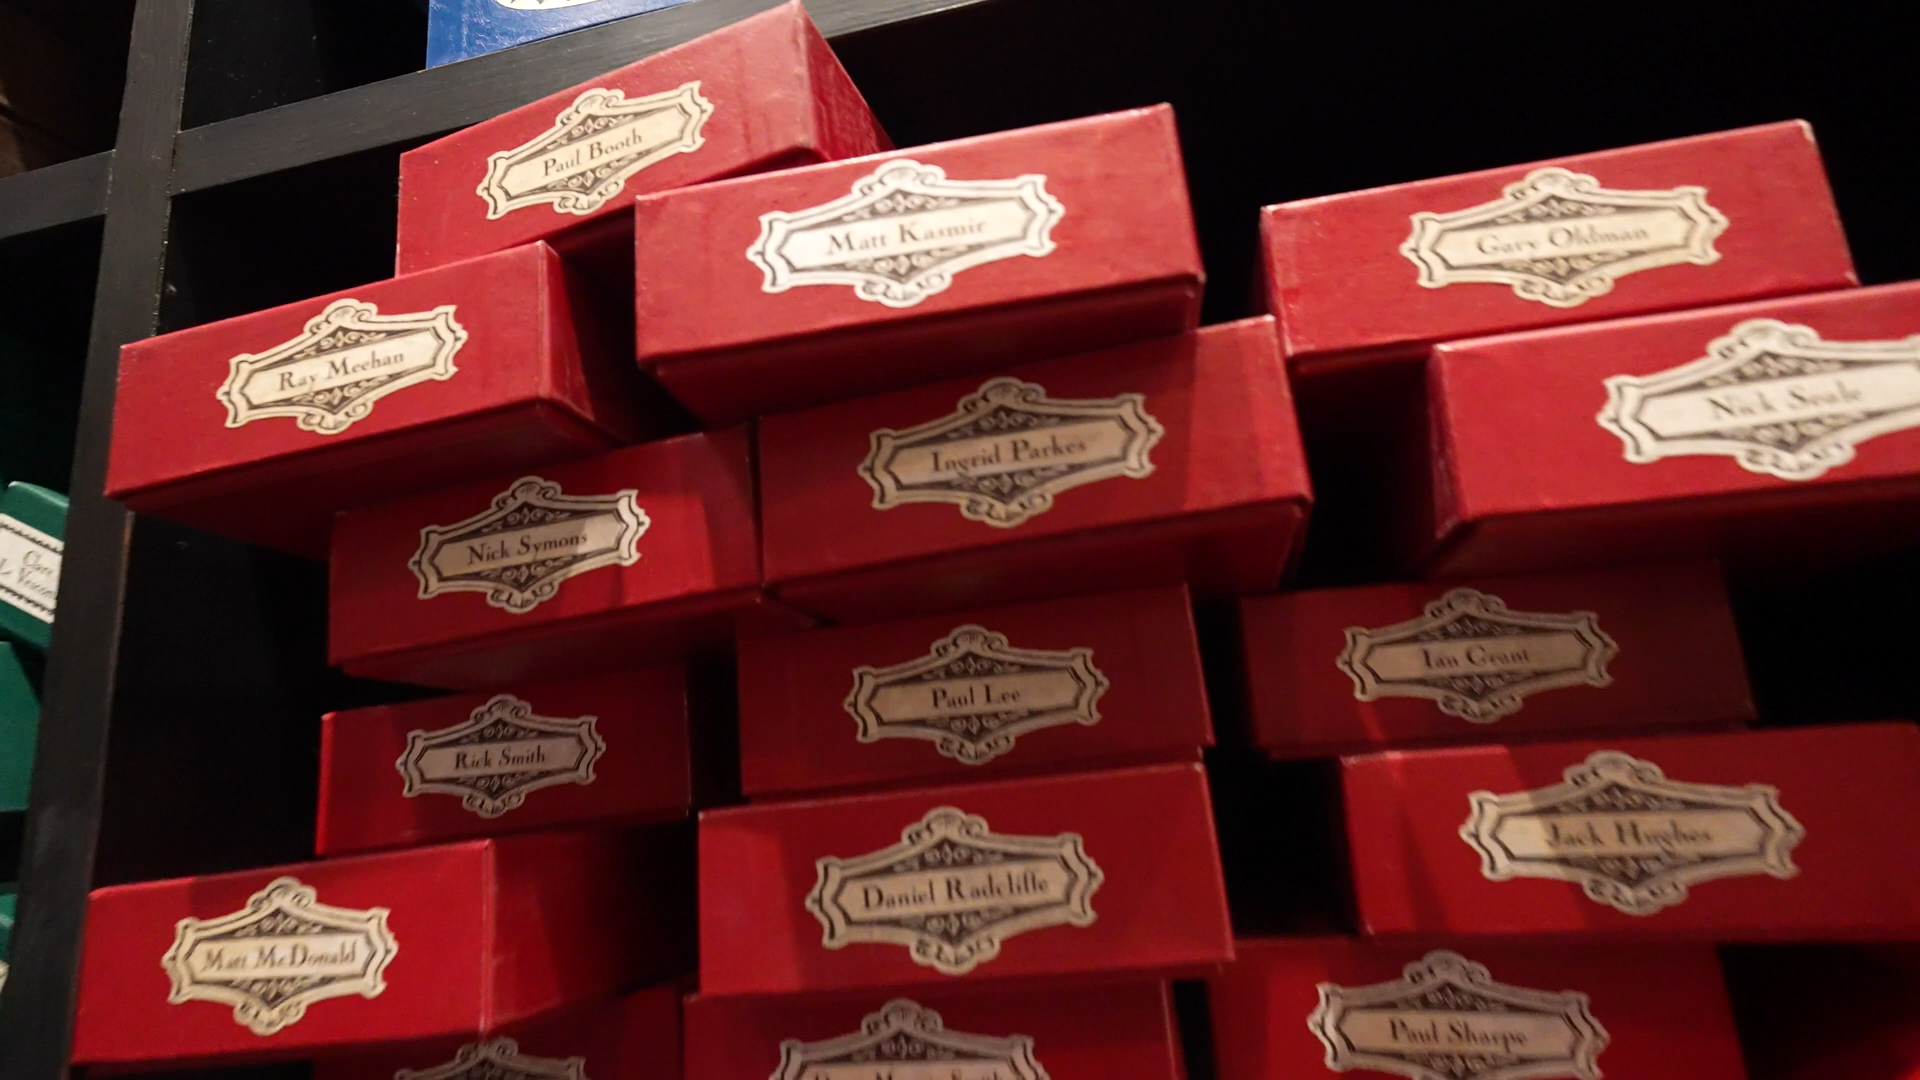 Paul Booth
Matt Kasmir
Gary Oldman
Ray Meehan
Ingrid Parkes
Nick Seale
Nick Symons
Paul Lee
Ian Grant
Rick Smith
Daniel Radcliffe
Jack Hughes
Matt McDonald
Paul Sharpe